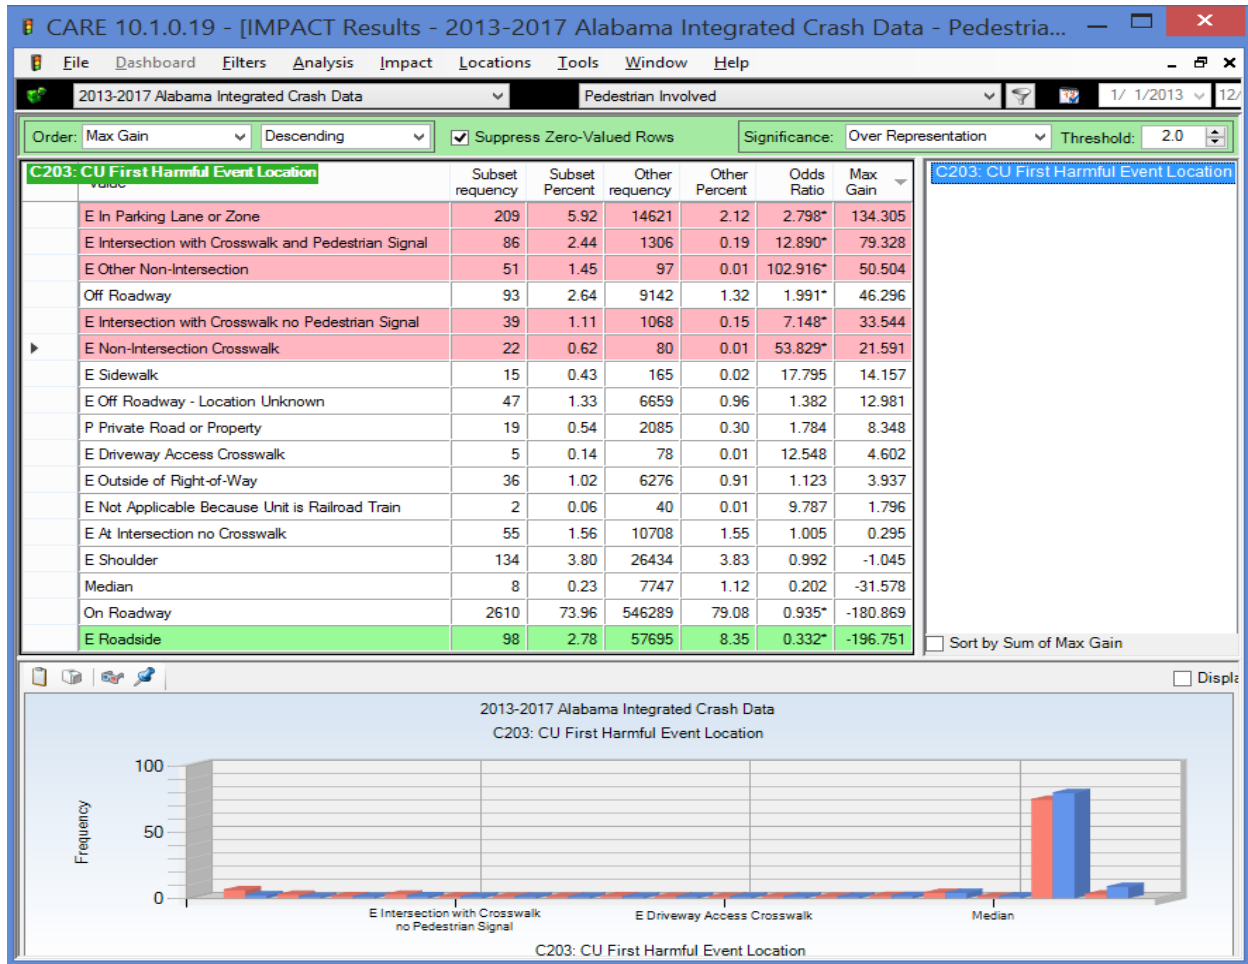 CARE 10.1.0.19 - [IMPACT Results - 2013-2017 Alabama Integrated Crash Data - Pedestria...
File Dashboard Filters Analysis Impact Locations Tools Window Help
2013-2017 Alabama Integrated Crash Data Pedestrian Involved 1/ 1/2013 12/
Order: Max Gain Descending Suppress Zero-Valued Rows Significance: Over Representation Threshold: 2.0
C203: CU First Harmful Event Location Subset Subset Other Other Odds Max C203: CU First Harmful Event Location
requency Percent requency Percent Ratio Gain
E In Parking Lane or Zone 209 5.92 14621 2.12 2.798* 134.305
E Intersection with Crosswalk and Pedestrian Signal 86 2.44 1306 0.19 12.890* 79.328
E Other Non-Intersection 51 1.45 97 0.01 102.916* 50.504
Off Roadway 93 2.64 9142 1.32 1.991* 46.296
E Intersection with Crosswalk no Pedestrian Signal 39 1.11 1068 0.15 7.148* 33.544
E Non-Intersection Crosswalk 22 0.62 80 0.01 53.829* 21.591
E Sidewalk 15 0.43 165 0.02 17.795 14.157
E Off Roadway - Location Unknown 47 1.33 6659 0.96 1.382 12.981
P Private Road or Property 19 0.54 2085 0.30 1.784 8.348
E Driveway Access Crosswalk 5 0.14 78 0.01 12.548 4.602
E Outside of Right-of-Way 36 1.02 6276 0.91 1.123 3.937
E Not Applicable Because Unit is Railroad Train 2 0.06 40 0.01 9.787 1.796
E At Intersection no Crosswalk 55 1.56 10708 1.55 1.005 0.295
E Shoulder 134 3.80 26434 3.83 0.992 -1.045
Median 8 0.23 7747 1.12 0.202 -31.578
On Roadway 2610 73.96 546289 79.08 0.935* -180.869
E Roadside 98 2.78 57695 8.35 0.332* -196.751
Sort by Sum of Max Gain
Displa
2013-2017 Alabama Integrated Crash Data
C203: CU First Harmful Event Location
100
50
0
Frequency
E Intersection with Crosswalk
no Pedestrian Signal
E Driveway Access Crosswalk
Median
C203: CU First Harmful Event Location